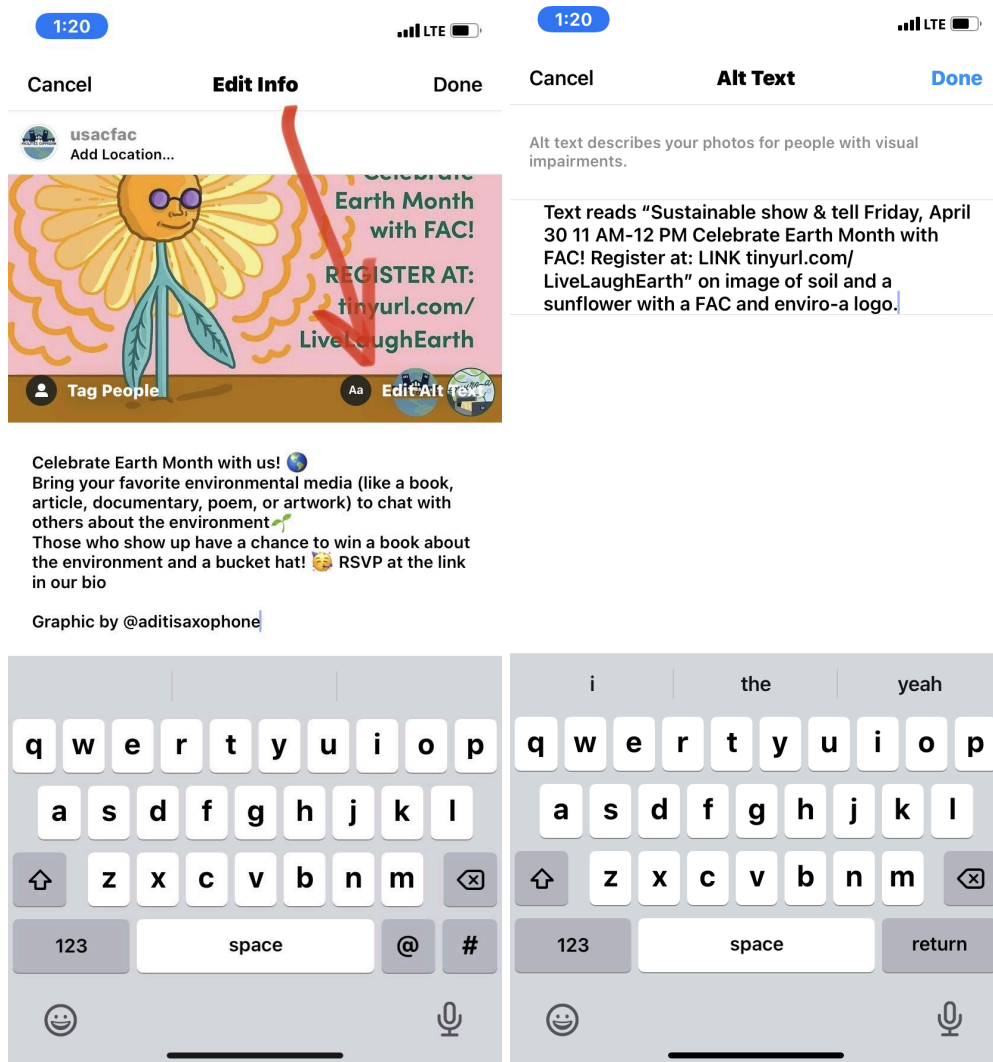 1:20
LTE
Cancel
Edit Info
Done
usacfac
Add Location...
Celebrate
Earth Month
with FAC!
REGISTER AT:
tinyurl.com/
LiveLaughEarth
Tag People
Aa
Edit Alt Text
Celebrate Earth Month with us! 🌎
Bring your favorite environmental media (like a book,
article, documentary, poem, or artwork) to chat with
others about the environment🌱
Those who show up have a chance to win a book about
the environment and a bucket hat! 🥳 RSVP at the link
in our bio
Graphic by @aditisaxophone
q w e r t y u i o p
a s d f g h j k l
z x c v b n m
123
space
@
#
1:20
LTE
Cancel
Alt Text
Done
Alt text describes your photos for people with visual
impairments.
Text reads “Sustainable show & tell Friday, April
30 11 AM-12 PM Celebrate Earth Month with
FAC! Register at: LINK tinyurl.com/
LiveLaughEarth” on image of soil and a
sunflower with a FAC and enviro-a logo.
i
the
yeah
q w e r t y u i o p
a s d f g h j k l
z x c v b n m
123
space
return